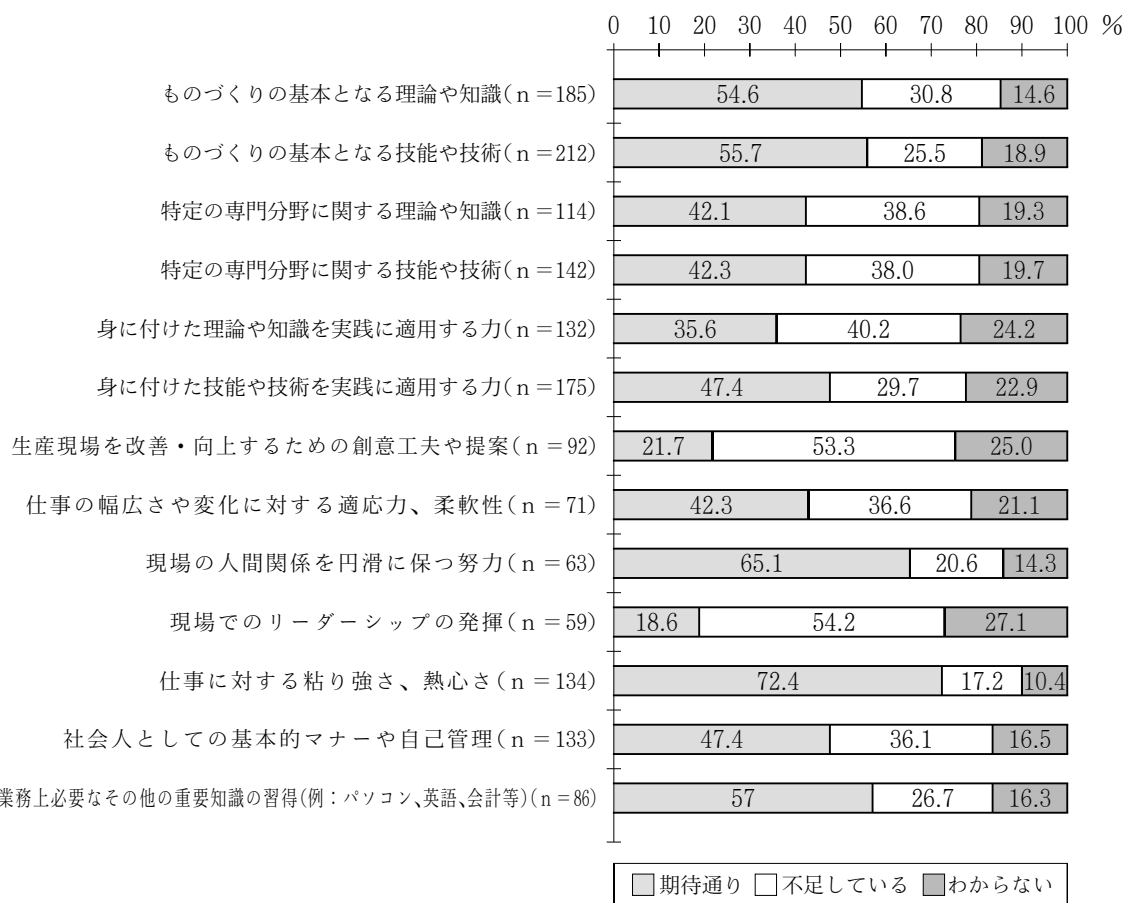 0 10 20 30 40 50 60 70 80 90 100 %
ものづくりの基本となる理論や知識(n=185) 54.6 30.8 14.6
ものづくりの基本となる技能や技術(n=212) 55.7 25.5 18.9
特定の専門分野に関する理論や知識(n=114) 42.1 38.6 19.3
特定の専門分野に関する技能や技術(n=142) 42.3 38.0 19.7
身に付けた理論や知識を実践に適用する力(n=132) 35.6 40.2 24.2
身に付けた技能や技術を実践に適用する力(n=175) 47.4 29.7 22.9
生産現場を改善・向上するための創意工夫や提案(n=92) 21.7 53.3 25.0
仕事の幅広さや変化に対する適応力、柔軟性(n=71) 42.3 36.6 21.1
現場の人間関係を円滑に保つ努力(n=63) 65.1 20.6 14.3
現場でのリーダーシップの発揮(n=59) 18.6 54.2 27.1
仕事に対する粘り強さ、熱心さ(n=134) 72.4 17.2 10.4
社会人としての基本的マナーや自己管理(n=133) 47.4 36.1 16.5
業務上必要なその他の重要知識の習得(例：パソコン、英語、会計等)(n=86) 57 26.7 16.3
期待通り 不足している わからない